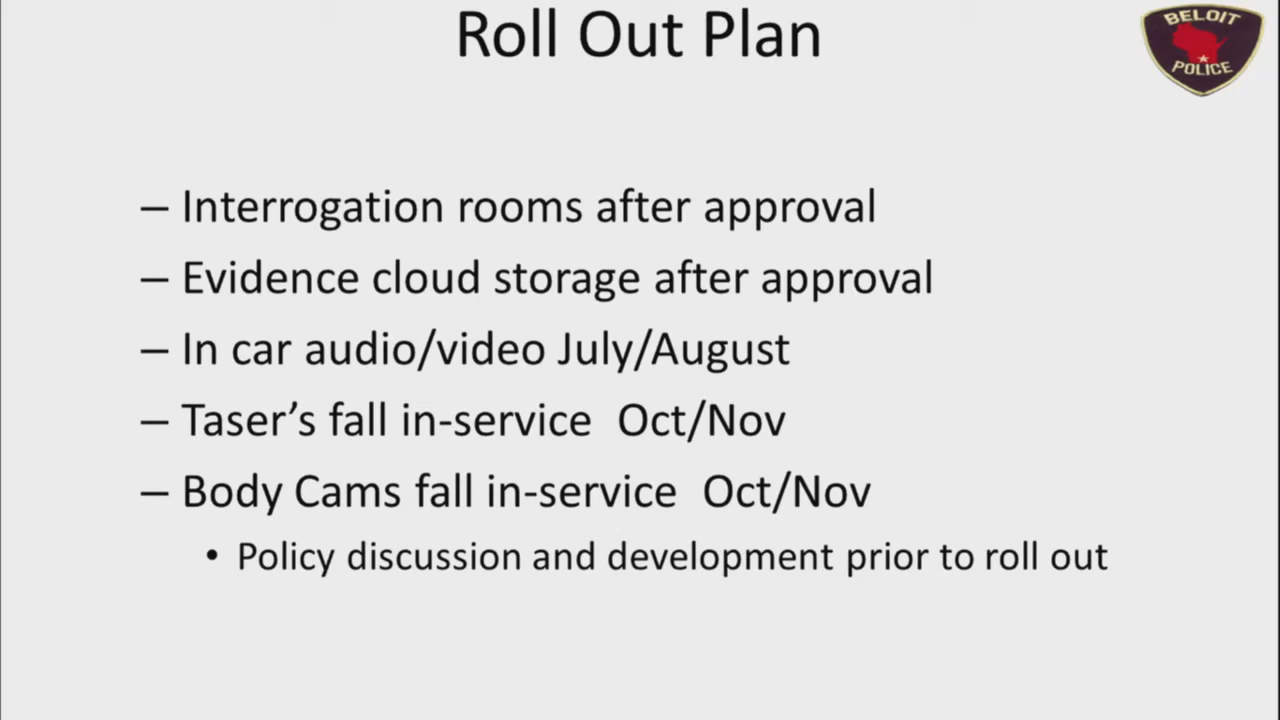 Roll Out Plan
BELOIT
POLICE
– Interrogation rooms after approval
– Evidence cloud storage after approval
– In car audio/video July/August
– Taser’s fall in-service  Oct/Nov
– Body Cams fall in-service  Oct/Nov
• Policy discussion and development prior to roll out